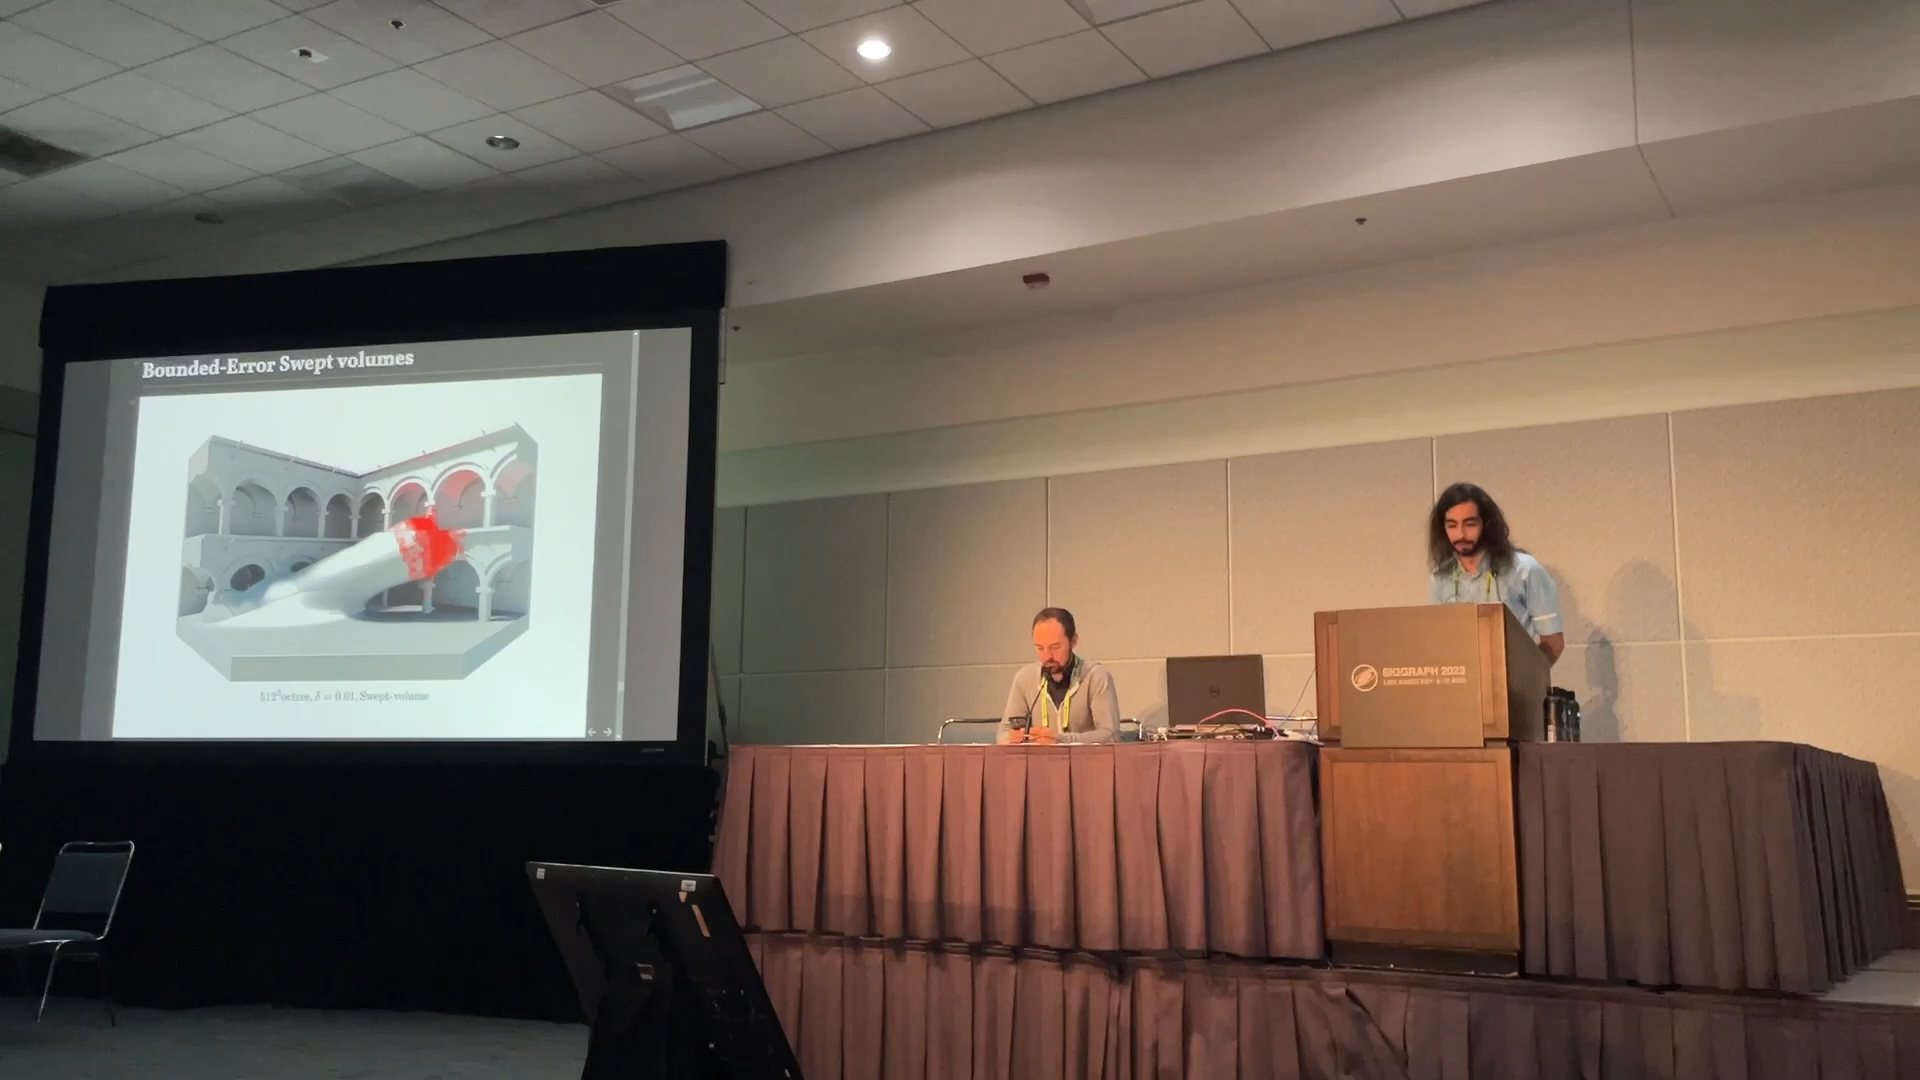 Bounded-Error Swept volumes
512³octree, δ = 0.01, Swept-volume
SIGGRAPH 2023